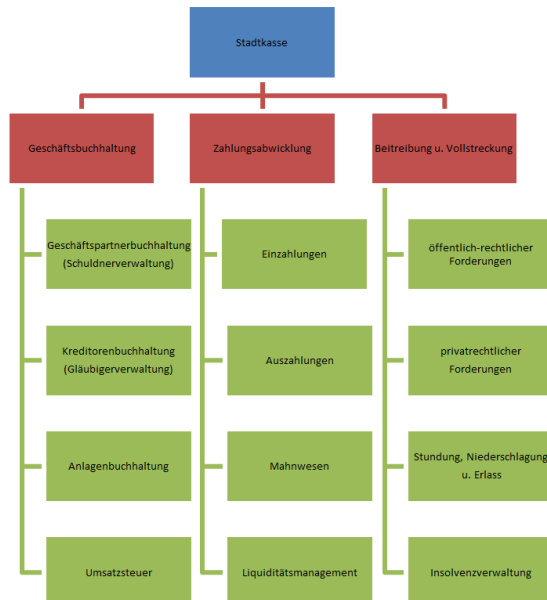 Stadtkasse
Geschäftsbuchhaltung
Zahlungsabwicklung
Beitreibung u. Vollstreckung
Geschäftspartnerbuchhaltung
(Schuldnerverwaltung)
Kreditorenbuchhaltung
(Gläubigerverwaltung)
Anlagenbuchhaltung
Umsatzsteuer
Einzahlungen
Auszahlungen
Mahnwesen
Liquiditätsmanagement
öffentlich-rechtlicher
Forderungen
privatrechtlicher
Forderungen
Stundung, Niederschlagung
u. Erlass
Insolvenzverwaltung